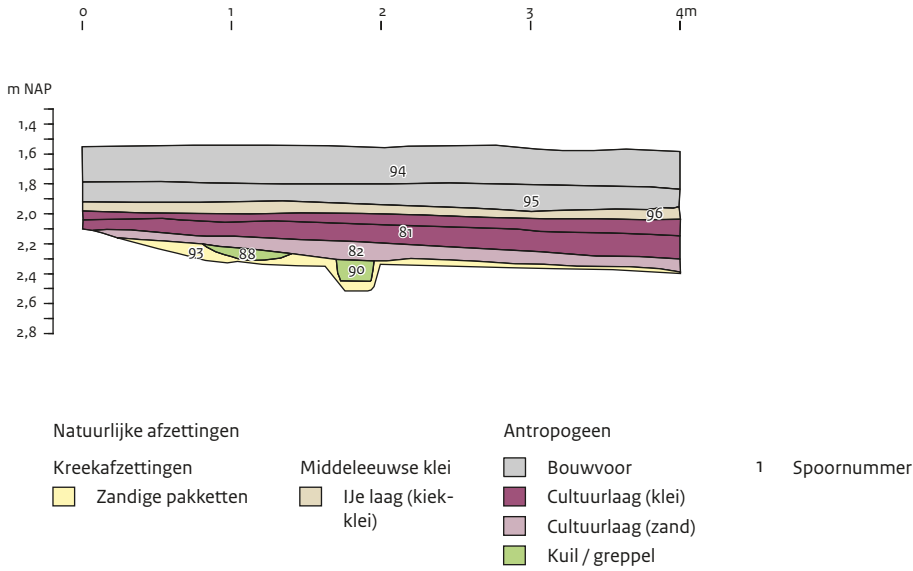 0 1 2 3 4m
m NAP
1,4
1,6
1,8
2,0
2,2
2,4
2,6
2,8
94
95
96
81
82
93 88
90
Natuurlijke afzettingen
Antropogeen
Kreekafzettingen
Zandige pakketten
Middeleeuwse klei
IJe laag (kiek-
klei)
Bouwvoor
Cultuurlaag (klei)
Cultuurlaag (zand)
Kuil / greppel
1 Spoornummer